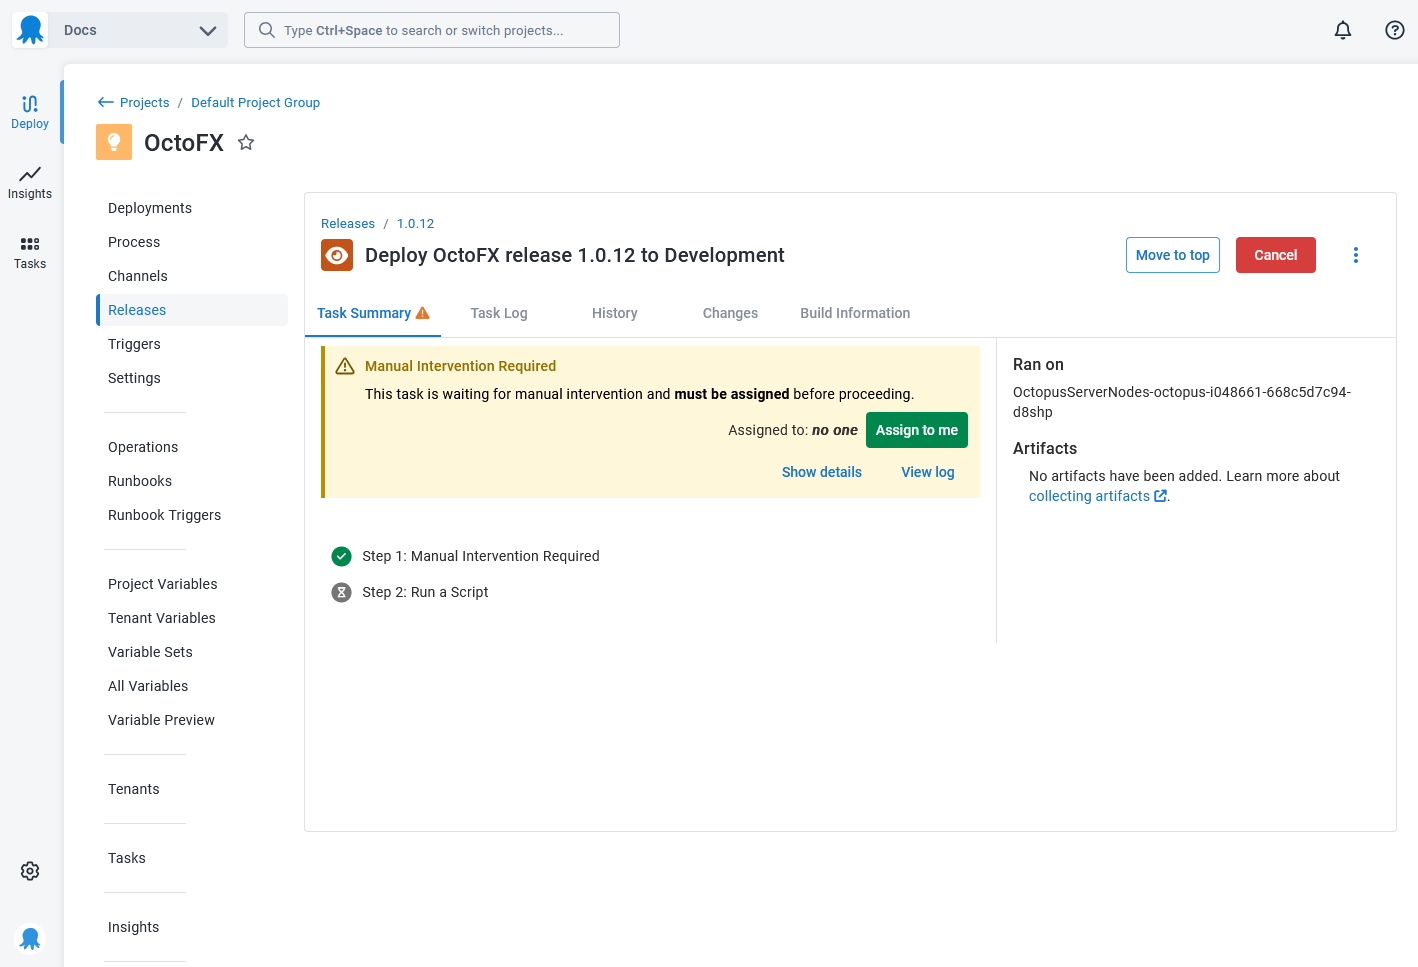 Docs
Type Ctrl+Space to search or switch projects...
Deploy
Insights
Tasks
Projects / Default Project Group
OctoFX
Deployments
Process
Channels
Releases
Triggers
Settings
Operations
Runbooks
Runbook Triggers
Project Variables
Tenant Variables
Variable Sets
All Variables
Variable Preview
Tenants
Tasks
Insights
Releases / 1.0.12
Deploy OctoFX release 1.0.12 to Development
Move to top
Cancel
Task Summary
Task Log
History
Changes
Build Information
Manual Intervention Required
This task is waiting for manual intervention and must be assigned before proceeding.
Assigned to: no one
Assign to me
Show details
View log
Step 1: Manual Intervention Required
Step 2: Run a Script
Ran on
OctopusServerNodes-octopus-i048661-668c5d7c94-
d8shp
Artifacts
No artifacts have been added. Learn more about
collecting artifacts.